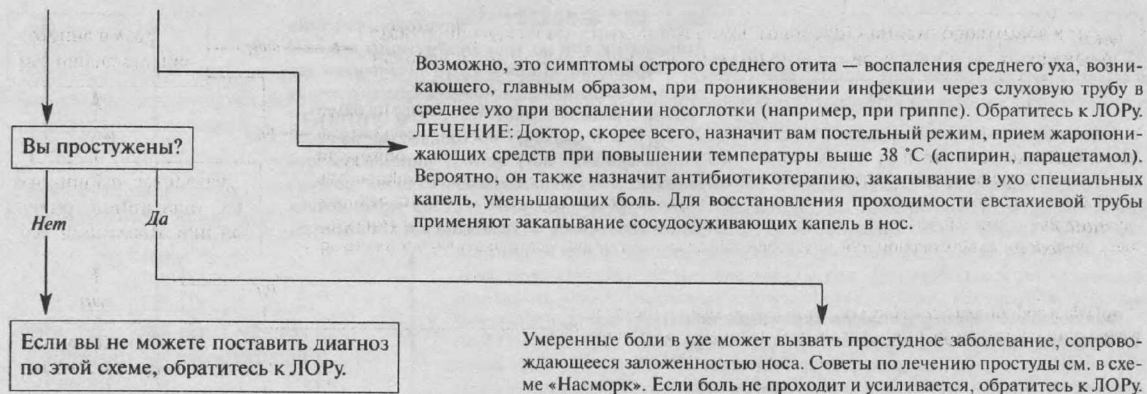 Возможно, это симптомы острого среднего отита — воспаления среднего уха, возни-
кающего, главным образом, при проникновении инфекции через слуховую трубу в
среднее ухо при воспалении носоглотки (например, при гриппе). Обратитесь к ЛОРу.
ЛЕЧЕНИЕ: Доктор, скорее всего, назначит вам постельный режим, прием жаропони-
жающих средств при повышении температуры выше 38 °С (аспирин, парацетамол).
Вероятно, он также назначит антибиотикотерапию, закапывание в ухо специальных
капель, уменьшающих боль. Для восстановления проходимости евстахиевой трубы
применяют закапывание сосудосуживающих капель в нос.
Вы простужены?
Нет
Да
Если вы не можете поставить диагноз
по этой схеме, обратитесь к ЛОРу.
Умеренные боли в ухе может вызвать простудное заболевание, сопрово-
ждающееся заложенностью носа. Советы по лечению простуды см. в схе-
ме «Насморк». Если боль не проходит и усиливается, обратитесь к ЛОРу.